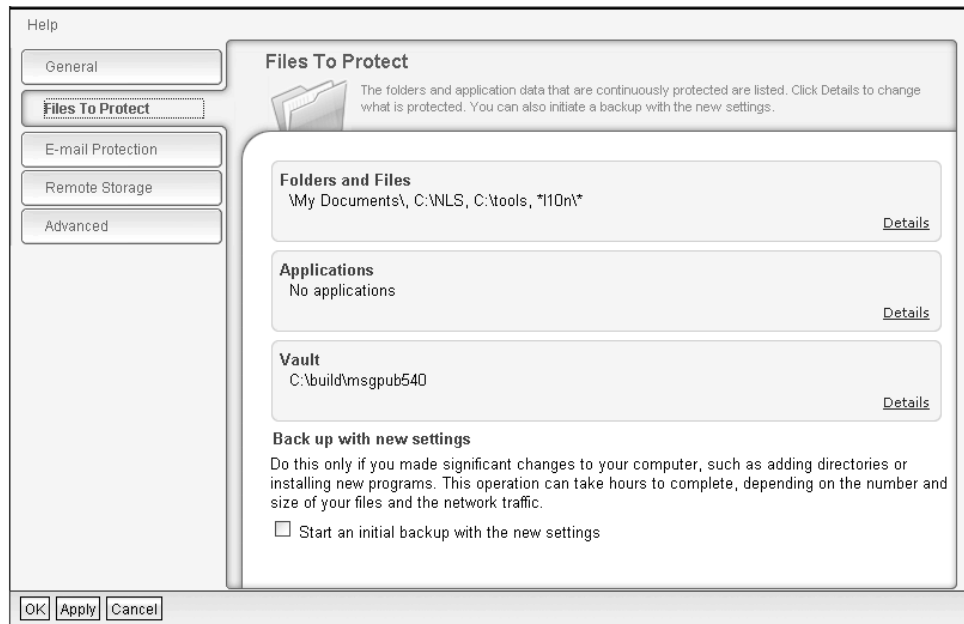 Help
General
Files To Protect
E-mail Protection
Remote Storage
Advanced
Files To Protect
The folders and application data that are continuously protected are listed. Click Details to change
what is protected. You can also initiate a backup with the new settings.
Folders and Files
\My Documents\, C:\NLS, C:\tools, *l10n\*
Details
Applications
No applications
Details
Vault
C:\build\msgpub540
Details
Back up with new settings
Do this only if you made significant changes to your computer, such as adding directories or
installing new programs. This operation can take hours to complete, depending on the number and
size of your files and the network traffic.
Start an initial backup with the new settings
OK Apply Cancel